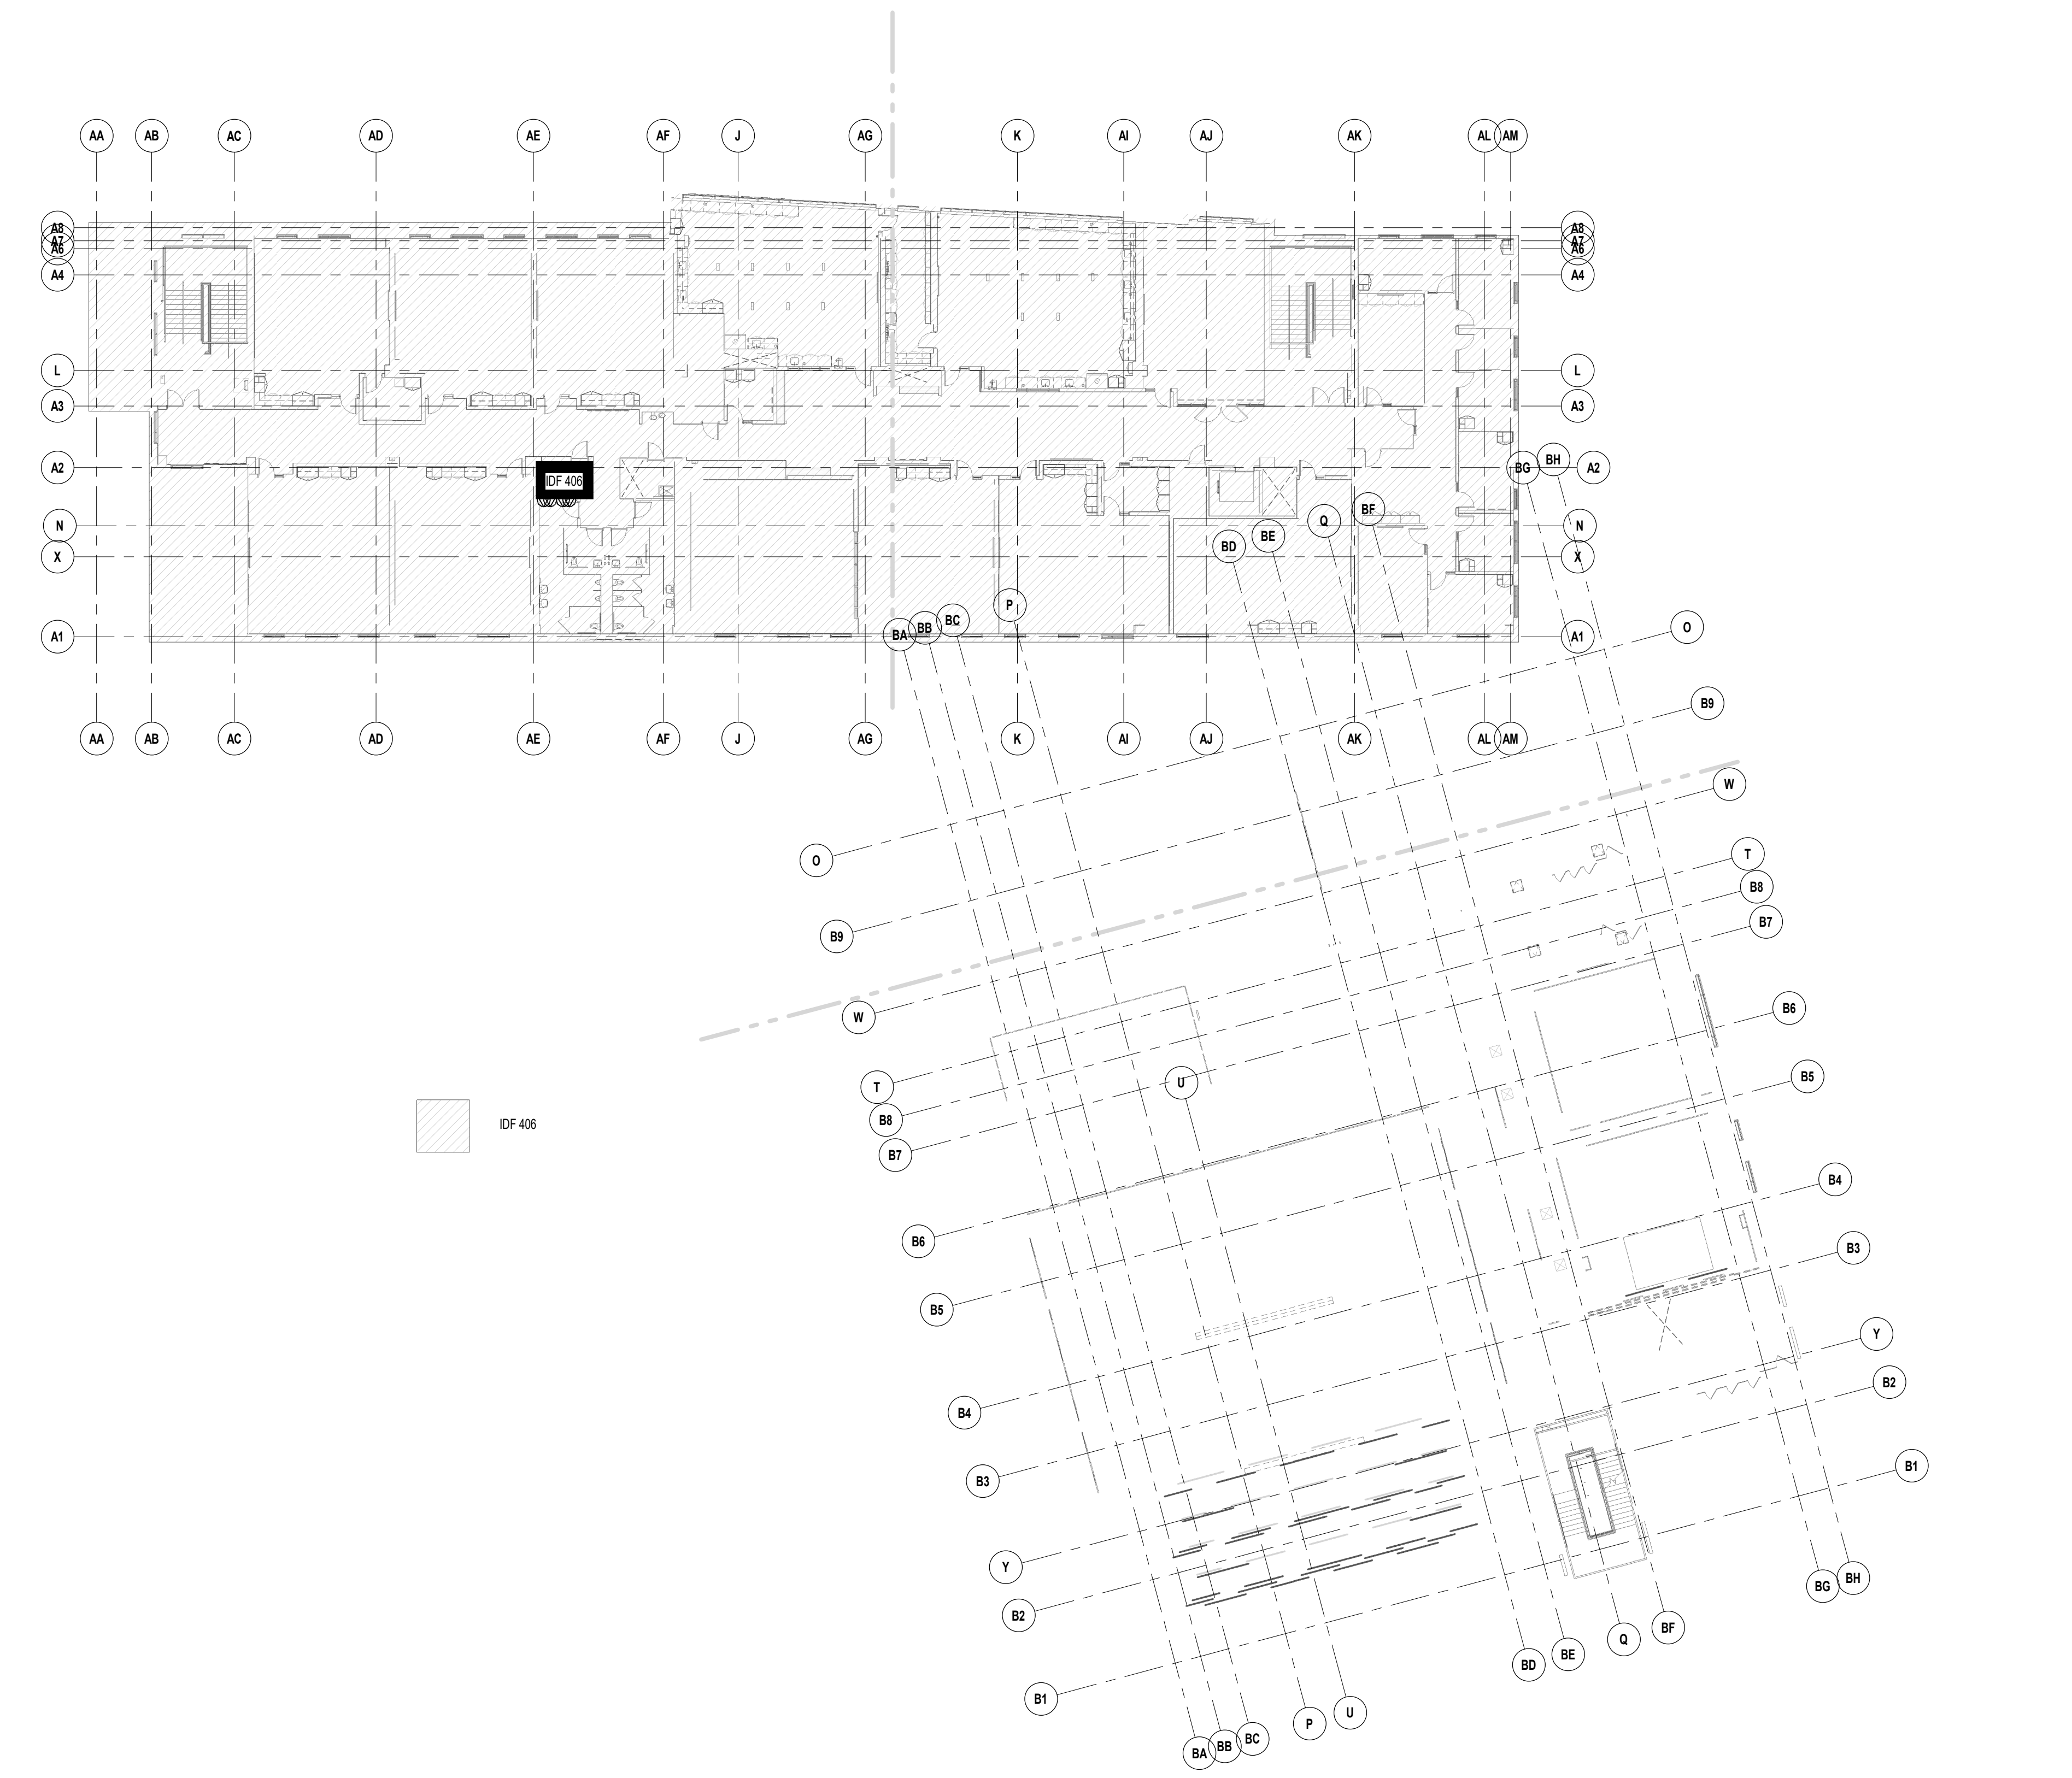 AA AB AC AD AE AF J AG K AI AJ AK AL AM
A8 A8
A7 A7
A6 A6
A4 A4
L L
A3 A3
A2 BG BH A2
IDF 406
N BD BE Q BF N
X X
A1 BA BB BC P A1 O
AA AB AC AD AE AF J AG K AI AJ AK AL AM
B9
W
O
T
B8
B7
B9
W
B6
U
B5
T
B8
IDF 406
B7
B4
B6
B3
B5
Y
B2
B4
B1
B3
Y
B2
BG BH
BF
Q
BE
BD
B1
U
P
BC
BB
BA